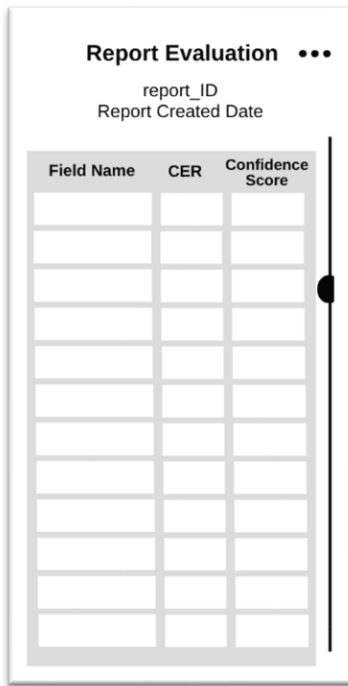 Report Evaluation
report_ID
Report Created Date
Field Name CER Confidence
Score